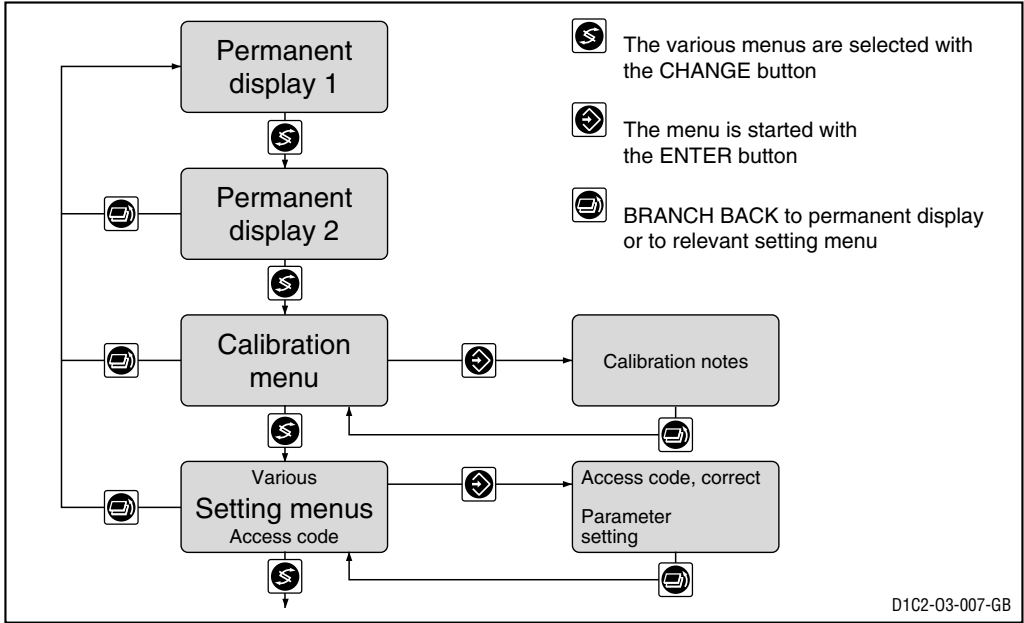 Permanent
display 1
The various menus are selected with
the CHANGE button
The menu is started with
the ENTER button
Permanent
display 2
BRANCH BACK to permanent display
or to relevant setting menu
Calibration
menu
Calibration notes
Various
Setting menus
Access code
Access code, correct
Parameter
setting
D1C2-03-007-GB